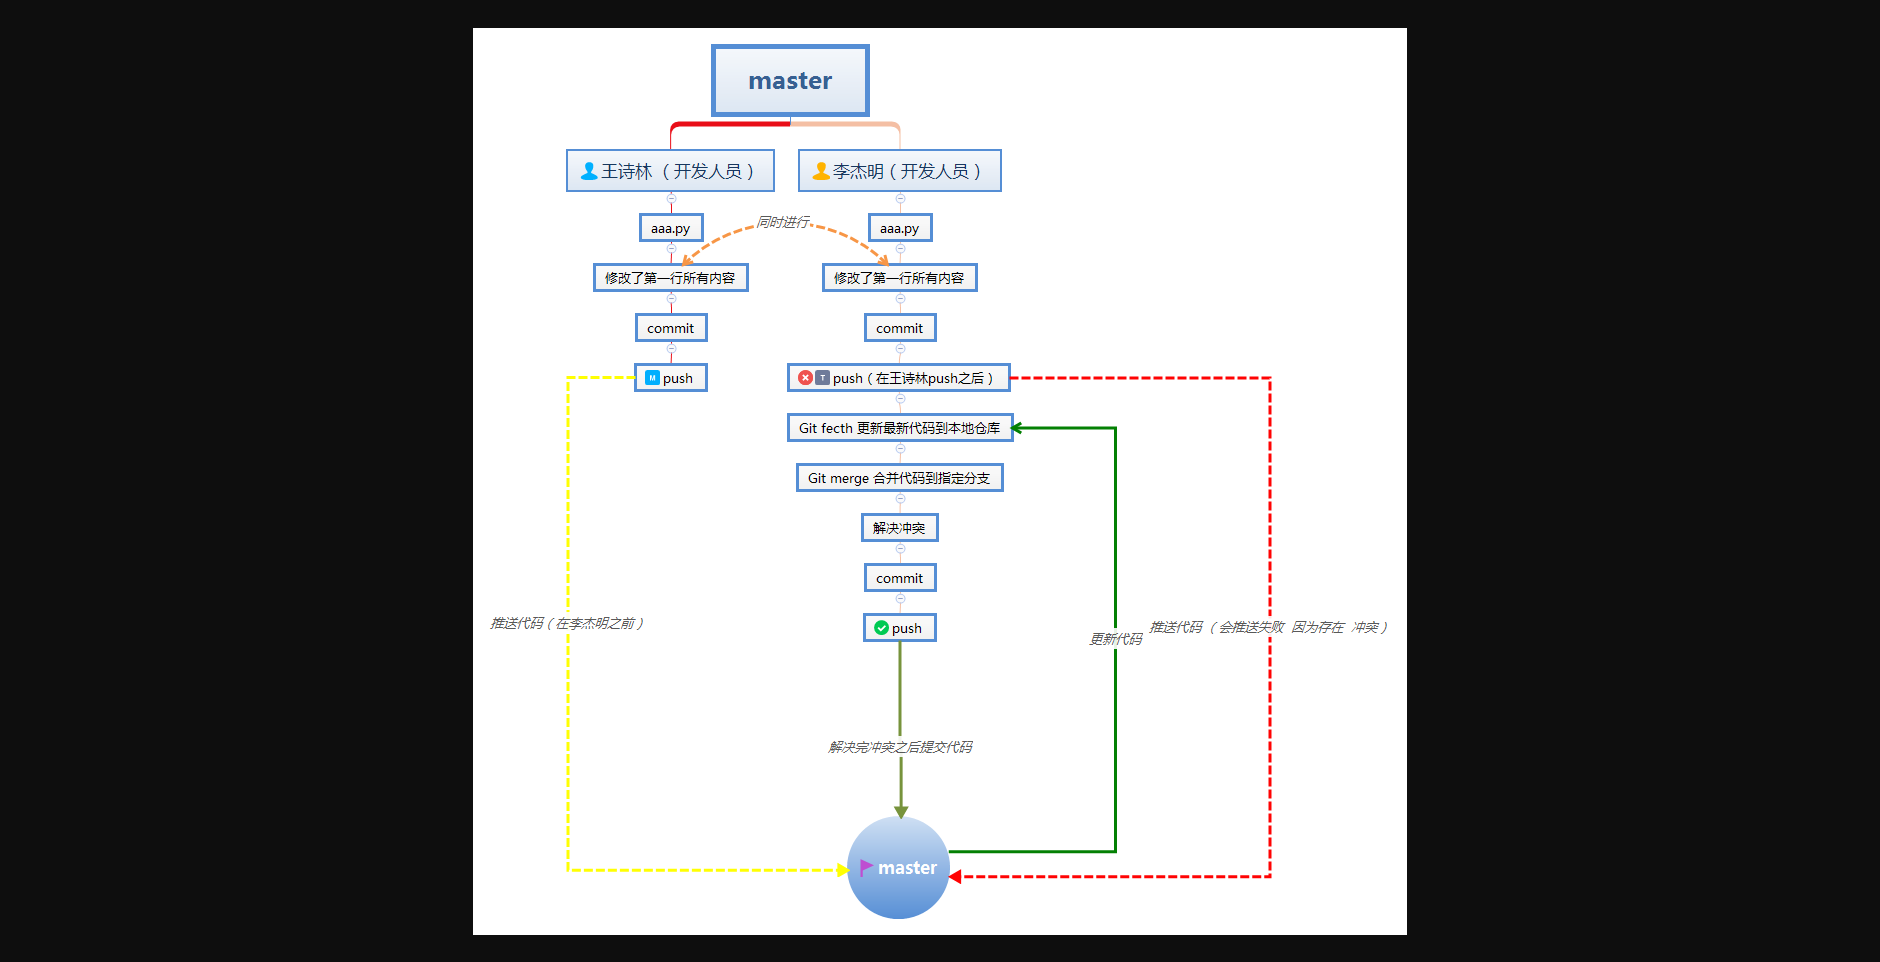 master
王诗林 （ 开发人员 ）
李杰明（ 开发人员 ）
同时进行
aaa.py
aaa.py
修改了第一行所有内容
修改了第一行所有内容
commit
commit
M push
T push（ 在王诗林push之后 ）
Git fecth 更新最新代码到本地仓库
Git merge 合并代码到指定分支
解决冲突
commit
push
推送代码（ 在李杰明之前 ）
更新代码
推送代码 （ 会推送失败 因为存在 冲突 ）
解决完冲突之后提交代码
master